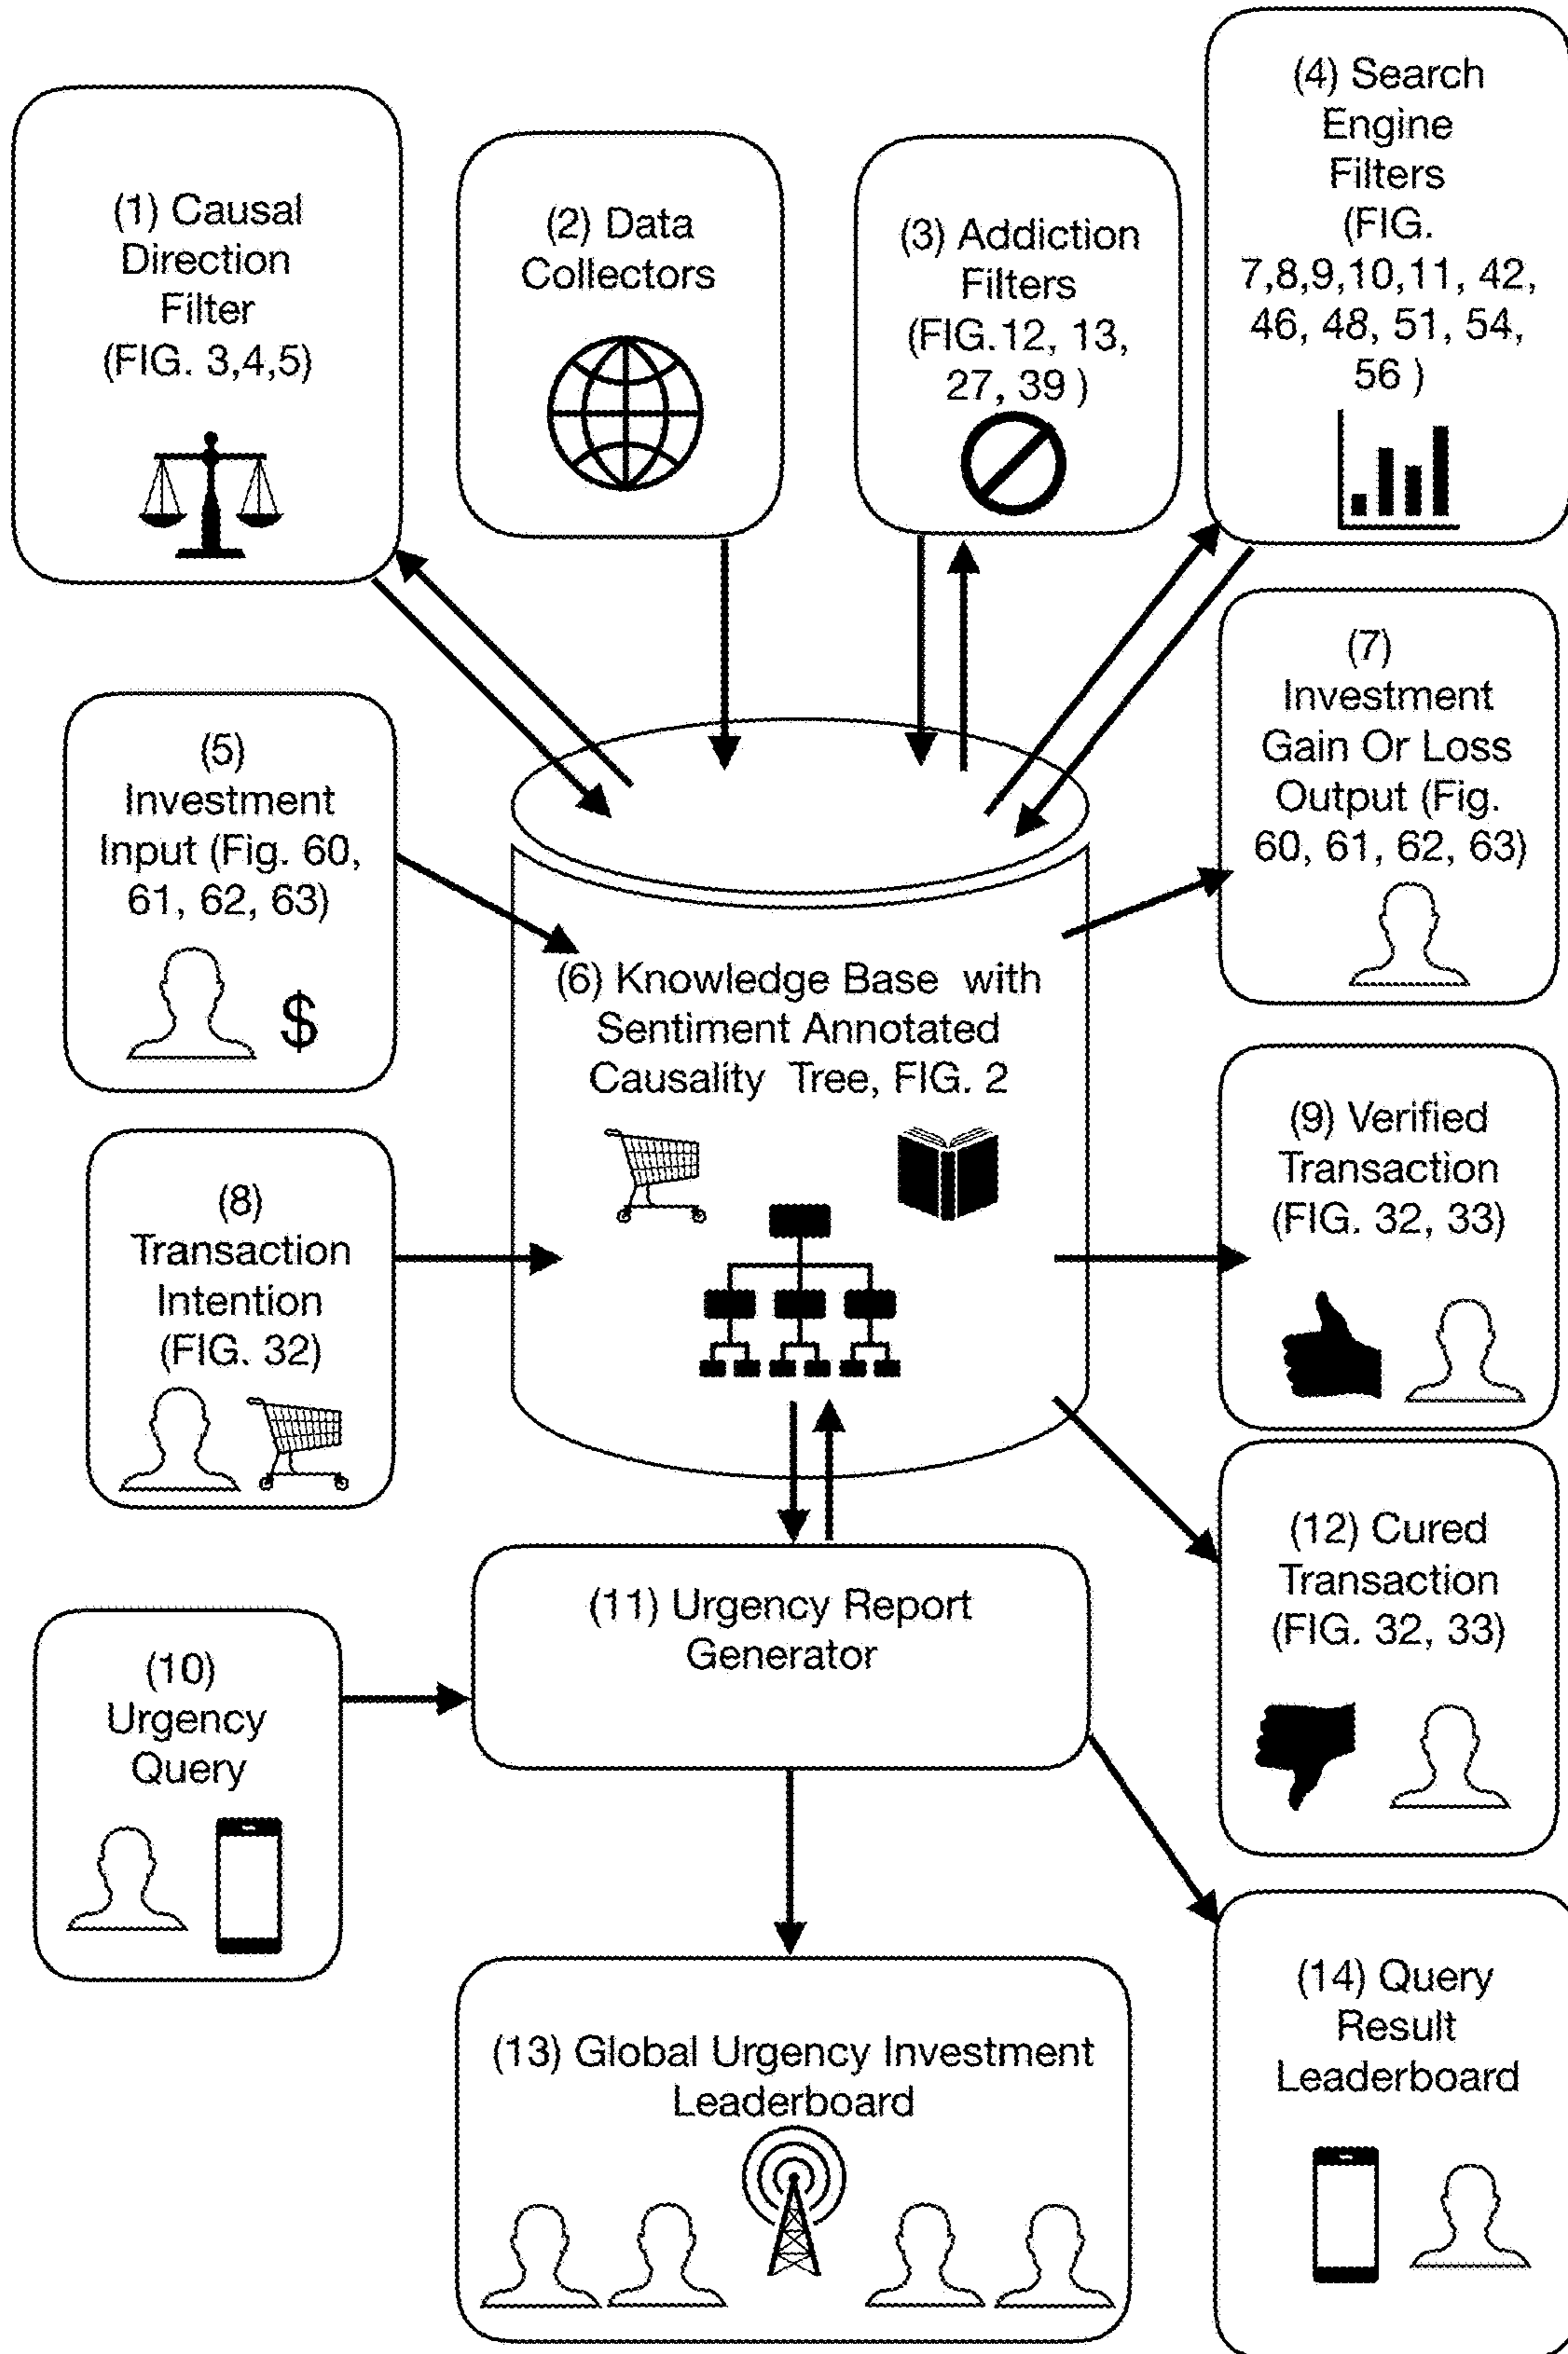 (1) Causal
Direction
Filter
(FIG. 3,4,5)
(2) Data
Collectors
(3) Addiction
Filters
(FIG.12, 13,
27, 39 )
(4) Search
Engine
Filters
(FIG.
7,8,9,10,11, 42,
46, 48, 51, 54,
56 )
(5)
Investment
Input (Fig. 60,
61, 62, 63)
$
(6) Knowledge Base with
Sentiment Annotated
Causality Tree, FIG. 2
(7)
Investment
Gain Or Loss
Output (Fig.
60, 61, 62, 63)
(8)
Transaction
Intention
(FIG. 32)
(9) Verified
Transaction
(FIG. 32, 33)
(10)
Urgency
Query
(11) Urgency Report
Generator
(12) Cured
Transaction
(FIG. 32, 33)
(13) Global Urgency Investment
Leaderboard
(14) Query
Result
Leaderboard